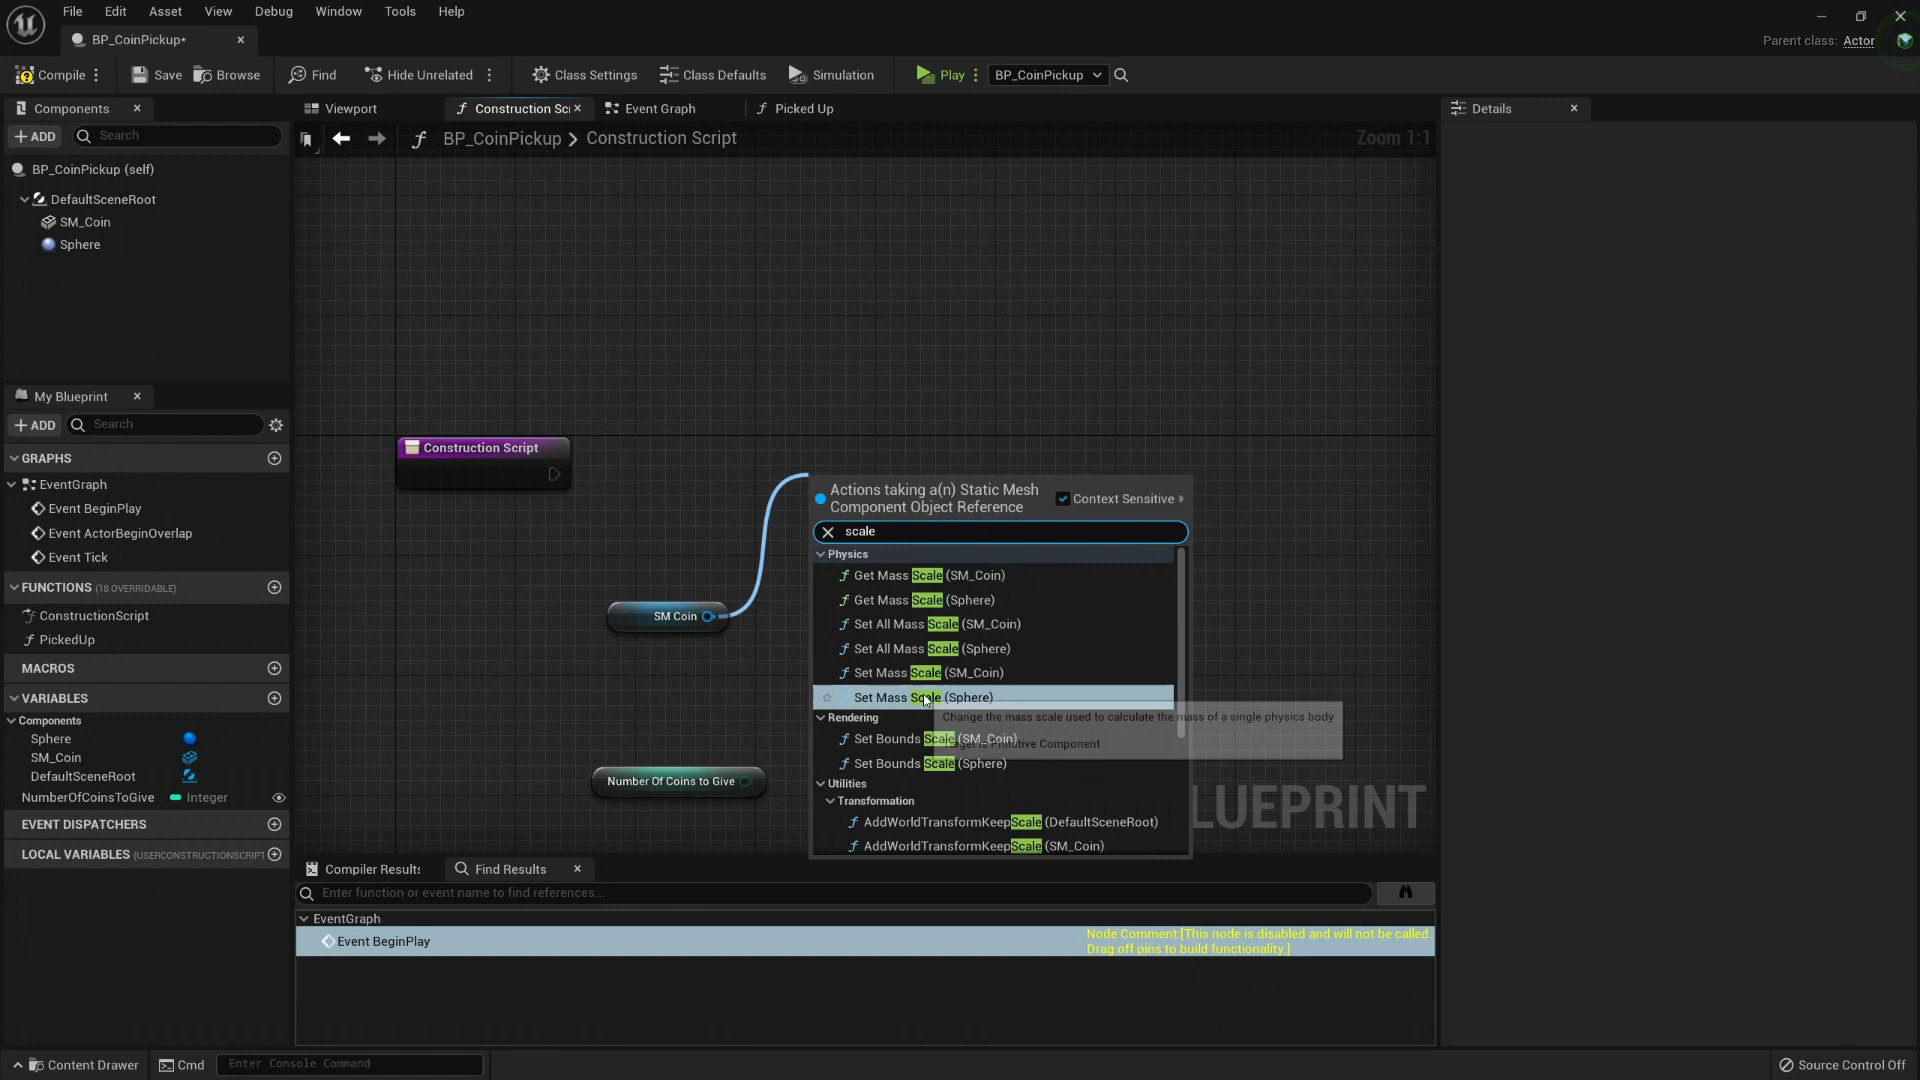 File Edit Asset View Debug Window Tools Help
BP_CoinPickup*
Parent class: Actor
Compile Save Browse Find Hide Unrelated Class Settings Class Defaults Simulation Play BP_CoinPickup
Components
ADD Search
BP_CoinPickup (self)
DefaultSceneRoot
SM_Coin
Sphere
My Blueprint
ADD Search
GRAPHS
EventGraph
Event BeginPlay
Event ActorBeginOverlap
Event Tick
FUNCTIONS (18 OVERRIDABLE)
ConstructionScript
PickedUp
MACROS
VARIABLES
Components
Sphere
SM_Coin
DefaultSceneRoot
NumberOfCoinsToGive Integer
EVENT DISPATCHERS
LOCAL VARIABLES (USERCONSTRUCTIONSCRIPT
Viewport Construction Scr Event Graph Picked Up
BP_CoinPickup Construction Script Zoom 1:1
Construction Script
SM Coin
Number Of Coins to Give
Actions taking a(n) Static Mesh
Component Object Reference
Context Sensitive
scale
Physics
Get Mass Scale (SM_Coin)
Get Mass Scale (Sphere)
Set All Mass Scale (SM_Coin)
Set All Mass Scale (Sphere)
Set Mass Scale (SM_Coin)
Set Mass Scale (Sphere)
Change the mass scale used to calculate the mass of a single physics body
Rendering
Set Bounds Scale (SM_Coin)
Target is Primitive Component
Set Bounds Scale (Sphere)
Utilities
Transformation
AddWorldTransformKeepScale (DefaultSceneRoot)
AddWorldTransformKeepScale (SM_Coin)
LUEPRINT
Compiler Results Find Results
Enter function or event name to find references...
EventGraph
Event BeginPlay
Node Comment:[This node is disabled and will not be called.
Drag off pins to build functionality.]
Details
Content Drawer Cmd Enter Console Command Source Control Off